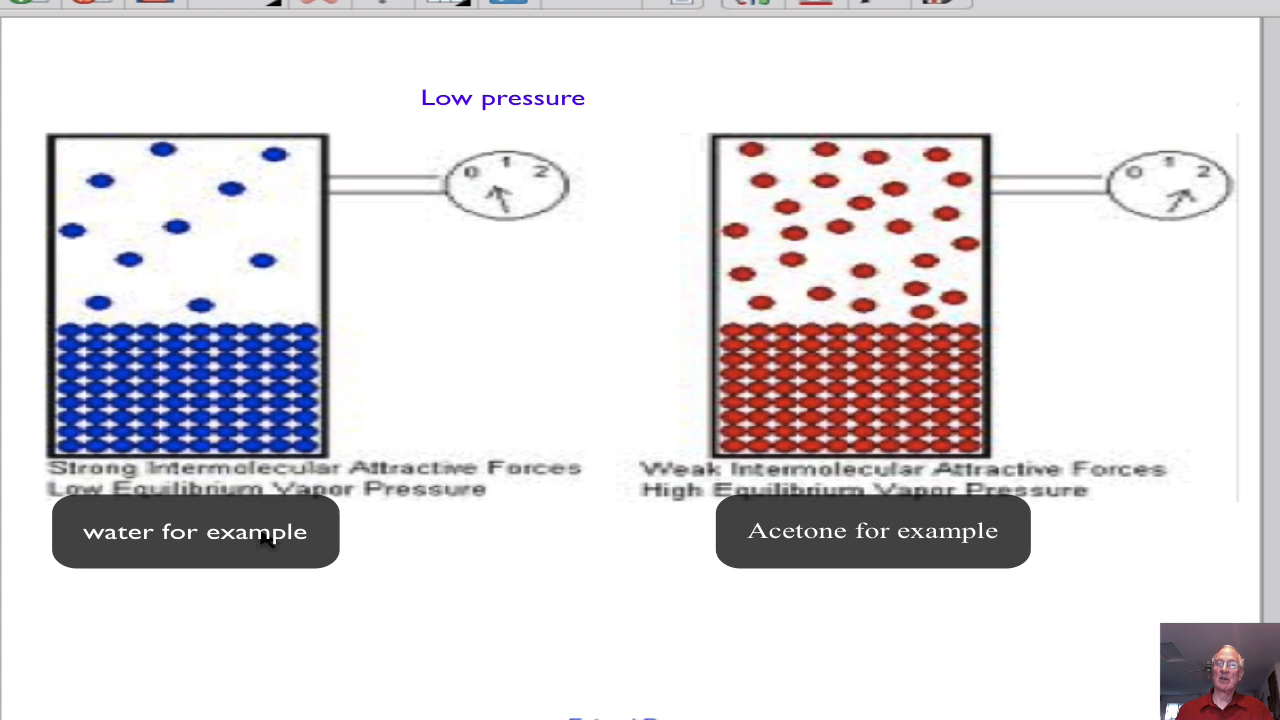 Low pressure
0 1 2
0 1 2
Strong Intermolecular Attractive Forces
Low Equilibrium Vapor Pressure
Weak Intermolecular Attractive Forces
High Equilibrium Vapor Pressure
water for example
Acetone for example